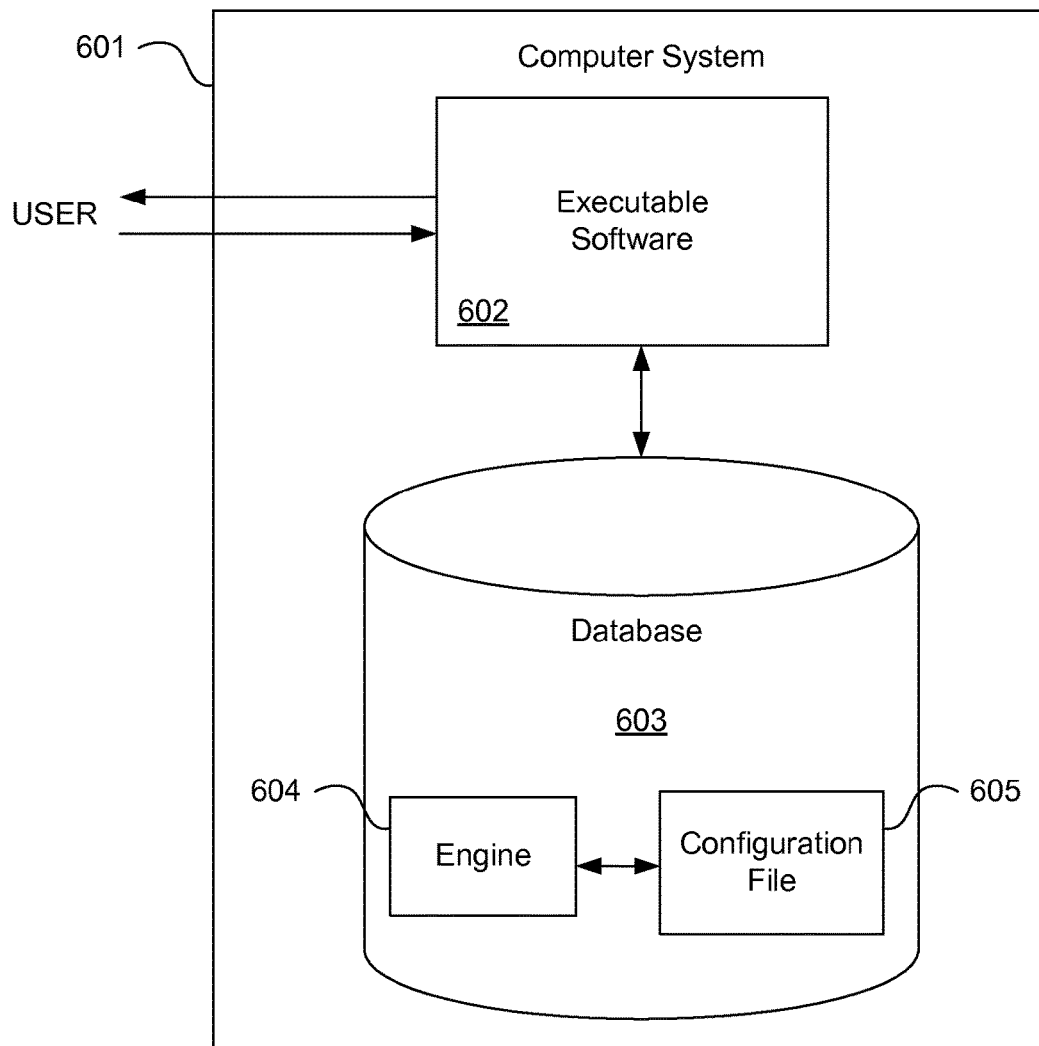 601
Computer System
USER
Executable
Software
602
Database
603
604
605
Engine
Configuration
File